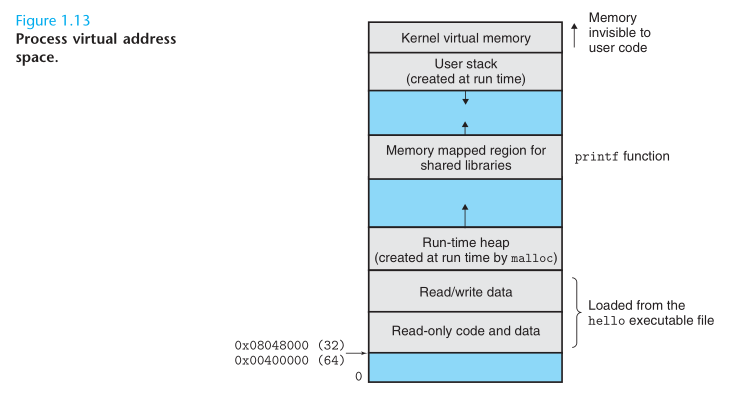 Figure 1.13
Process virtual address
space.
Kernel virtual memory
Memory
invisible to
user code
User stack
(created at run time)
Memory mapped region for
shared libraries
printf function
Run-time heap
(created at run time by malloc)
Read/write data
Loaded from the
hello executable file
Read-only code and data
0x08048000 (32)
0x00400000 (64)
0